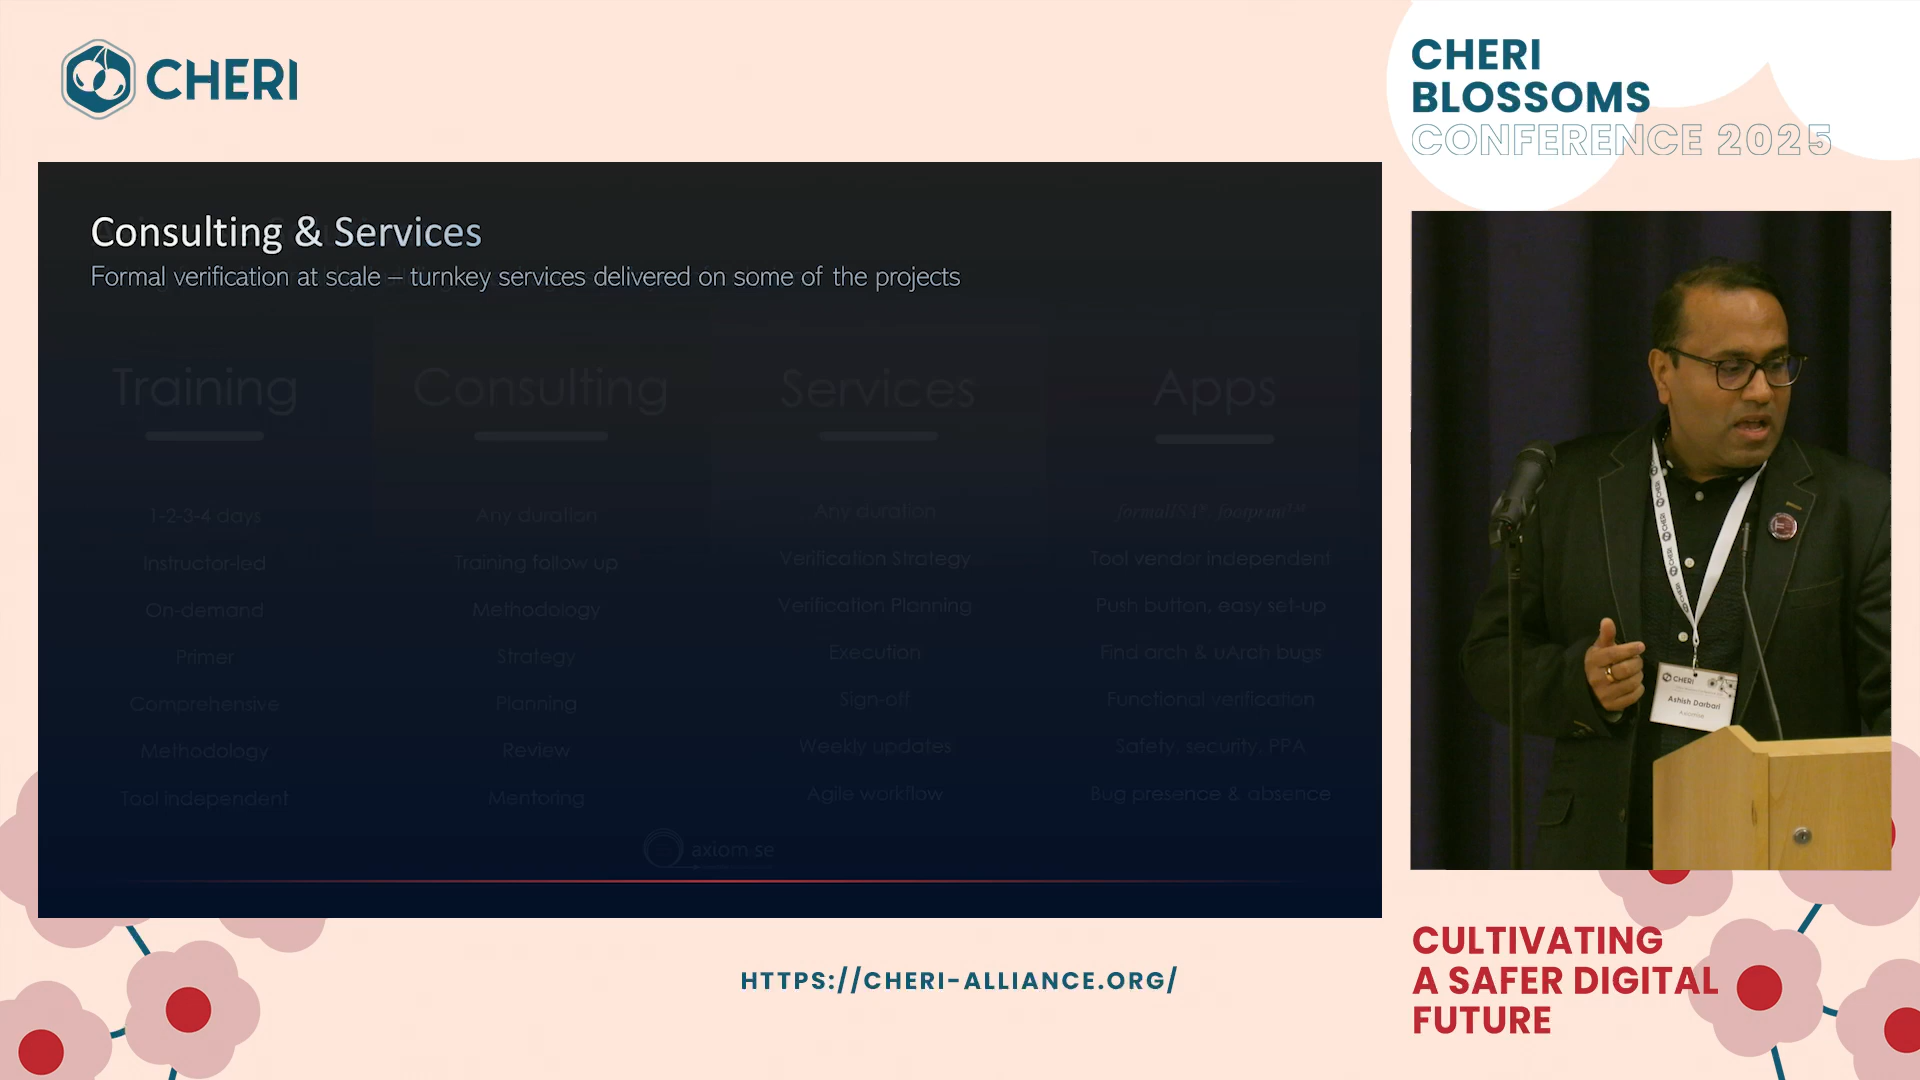 CHERI
CHERI
BLOSSOMS
CONFERENCE 2025
Consulting & Services
Formal verification at scale – turnkey services delivered on some of the projects
Training
Consulting
Services
Apps
1-2-3-4 days
Instructor-led
On-demand
Primer
Comprehensive
Methodology
Tool independent
Any duration
Training follow up
Methodology
Strategy
Planning
Review
Mentoring
Any duration
Verification Strategy
Verification Planning
Execution
Sign-off
Weekly updates
Agile workflow
Tool vendor independent
Push button, easy set-up
Find arch & uArch bugs
Functional verification
Safety, security, PPA
Bug presence & absence
axiomise
CHERI
Ashish Darbari
HTTPS://CHERI-ALLIANCE.ORG/
CULTIVATING
A SAFER DIGITAL
FUTURE